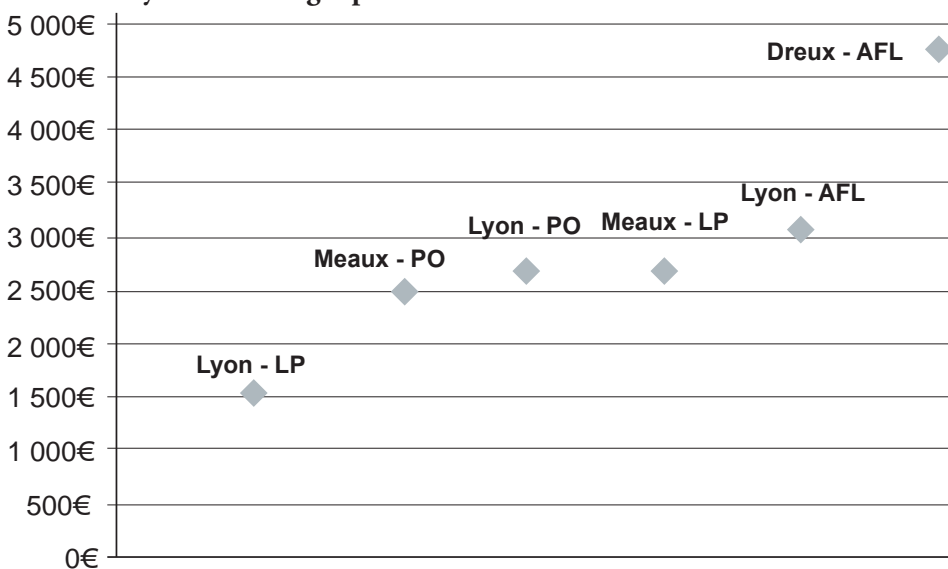 5 000€
Dreux - AFL
4 500€
4 000€
3 500€
Lyon - AFL
3 000€
Lyon - PO
Meaux - LP
Meaux - PO
2 500€
2 000€
Lyon - LP
1 500€
1 000€
500€
0€